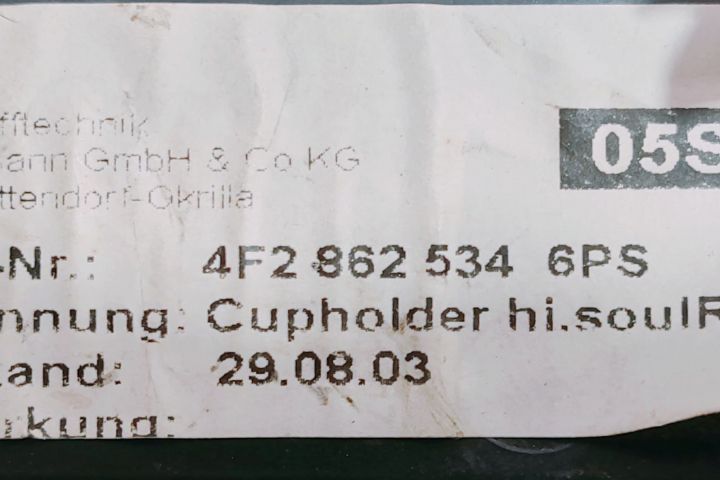 fftechnik
ann GmbH & Co KG
05S
ttendorf-Okrilla
-Nr.: 4F2 862 534 6PS
nnung: Cupholder hi.soulR
tand: 29.08.03
rkung: